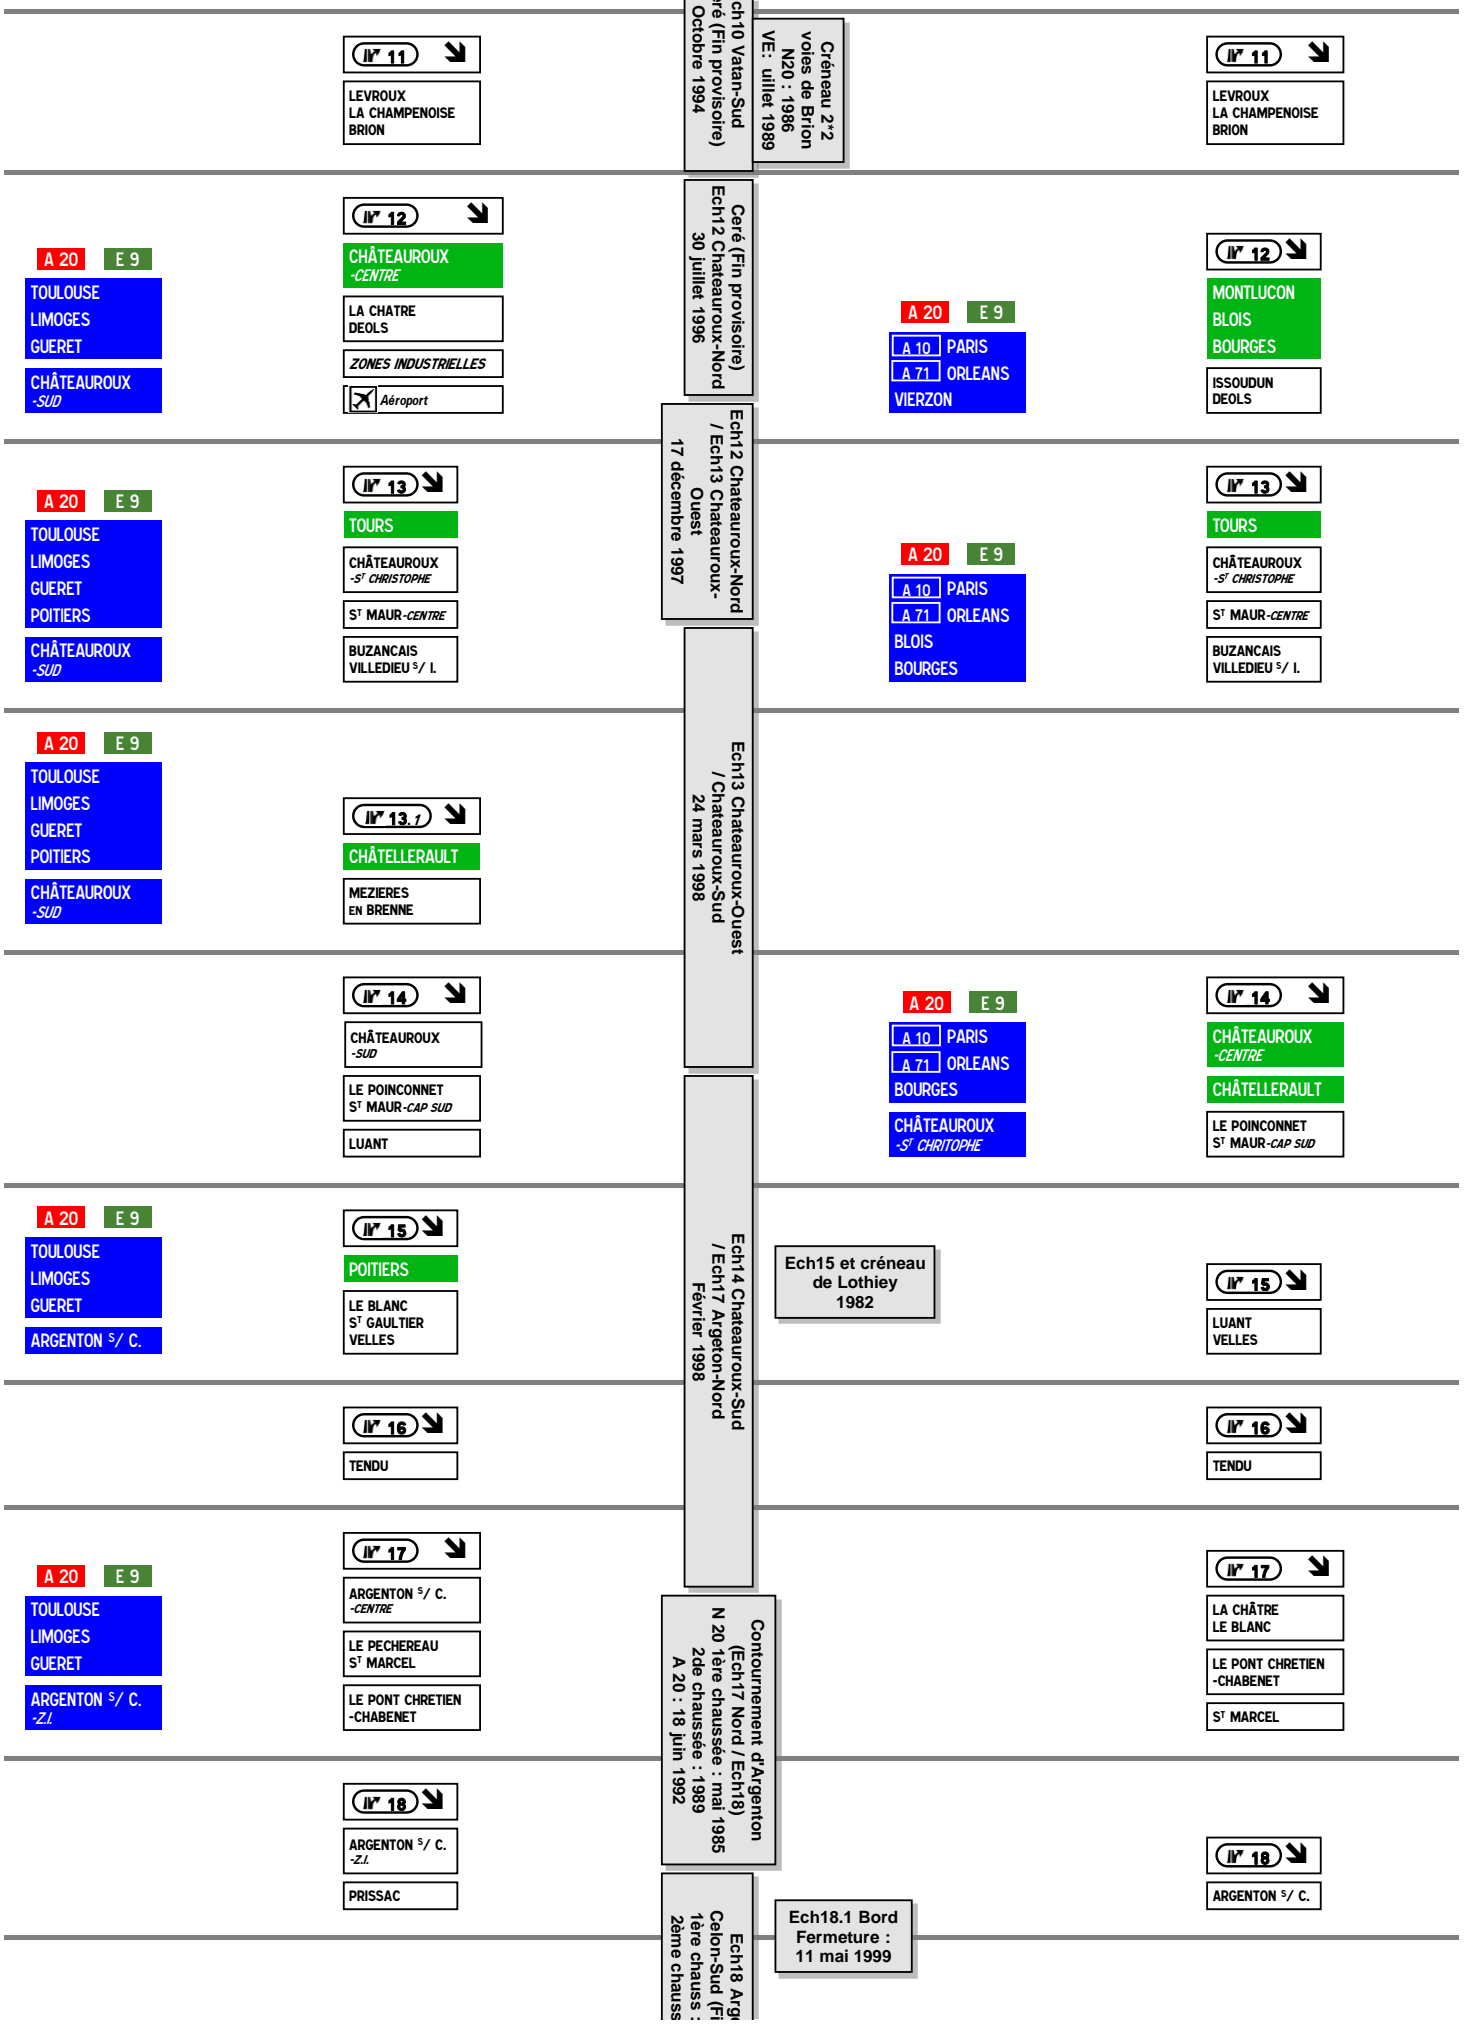 11
LEVROUX
LA CHAMPENOISE
BRION
ch10 Vatan-Sud
ré (Fin provisoire)
Octobre 1994
Créneau 2*2
voies de Brion
N20 : 1986
VE: uillet 1989
11
LEVROUX
LA CHAMPENOISE
BRION
A 20 E 9
TOULOUSE
LIMOGES
GUERET
CHÂTEAUROUX
-SUD
12
CHÂTEAUROUX
-CENTRE
LA CHATRE
DEOLS
ZONES INDUSTRIELLES
Aéroport
Ceré (Fin provisoire)
Ech12 Chateauroux-Nord
30 juillet 1996
A 20 E 9
A 10 PARIS
A 71 ORLEANS
VIERZON
12
MONTLUCON
BLOIS
BOURGES
ISSOUDUN
DEOLS
A 20 E 9
TOULOUSE
LIMOGES
GUERET
POITIERS
CHÂTEAUROUX
-SUD
13
TOURS
CHÂTEAUROUX
-Sᵀ CHRISTOPHE
Sᵀ MAUR-CENTRE
BUZANCAIS
VILLEDIEU ˢ/ I.
Ech12 Chateauroux-Nord
/ Ech13 Chateauroux-
Ouest
17 décembre 1997
A 20 E 9
A 10 PARIS
A 71 ORLEANS
BLOIS
BOURGES
13
TOURS
CHÂTEAUROUX
-Sᵀ CHRISTOPHE
Sᵀ MAUR-CENTRE
BUZANCAIS
VILLEDIEU ˢ/ I.
A 20 E 9
TOULOUSE
LIMOGES
GUERET
POITIERS
CHÂTEAUROUX
-SUD
13.1
CHÂTELLERAULT
MEZIERES
EN BRENNE
Ech13 Chateauroux-Ouest
/ Chateauroux-Sud
24 mars 1998
14
CHÂTEAUROUX
-SUD
LE POINCONNET
Sᵀ MAUR-CAP SUD
LUANT
A 20 E 9
A 10 PARIS
A 71 ORLEANS
BOURGES
CHÂTEAUROUX
-Sᵀ CHRITOPHE
14
CHÂTEAUROUX
-CENTRE
CHÂTELLERAULT
LE POINCONNET
Sᵀ MAUR-CAP SUD
A 20 E 9
TOULOUSE
LIMOGES
GUERET
ARGENTON ˢ/ C.
15
POITIERS
LE BLANC
Sᵀ GAULTIER
VELLES
Ech14 Chateauroux-Sud
/ Ech17 Argeton-Nord
Février 1998
Ech15 et créneau
de Lothiey
1982
15
LUANT
VELLES
16
TENDU
16
TENDU
A 20 E 9
TOULOUSE
LIMOGES
GUERET
ARGENTON ˢ/ C.
-Z.I.
17
ARGENTON ˢ/ C.
-CENTRE
LE PECHEREAU
Sᵀ MARCEL
LE PONT CHRETIEN
-CHABENET
Contournement d'Argenton
(Ech17 Nord / Ech18)
N 20 1ère chaussée : mai 1985
2de chaussée : 1989
A 20 : 18 juin 1992
17
LA CHÂTRE
LE BLANC
LE PONT CHRETIEN
-CHABENET
Sᵀ MARCEL
18
ARGENTON ˢ/ C.
-Z.I.
PRISSAC
18
ARGENTON ˢ/ C.
Ech18 Arge
Celon-Sud (Fi
1ère chauss :
2ème chauss
Ech18.1 Bord
Fermeture :
11 mai 1999